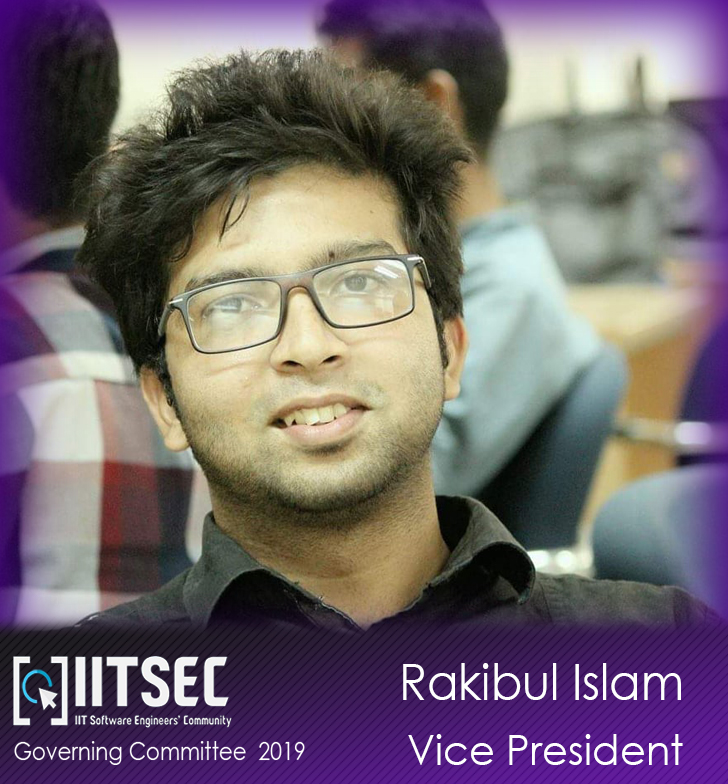 IITSEC
IIT Software Engineers' Community
Governing Committee 2019
Rakibul Islam
Vice President